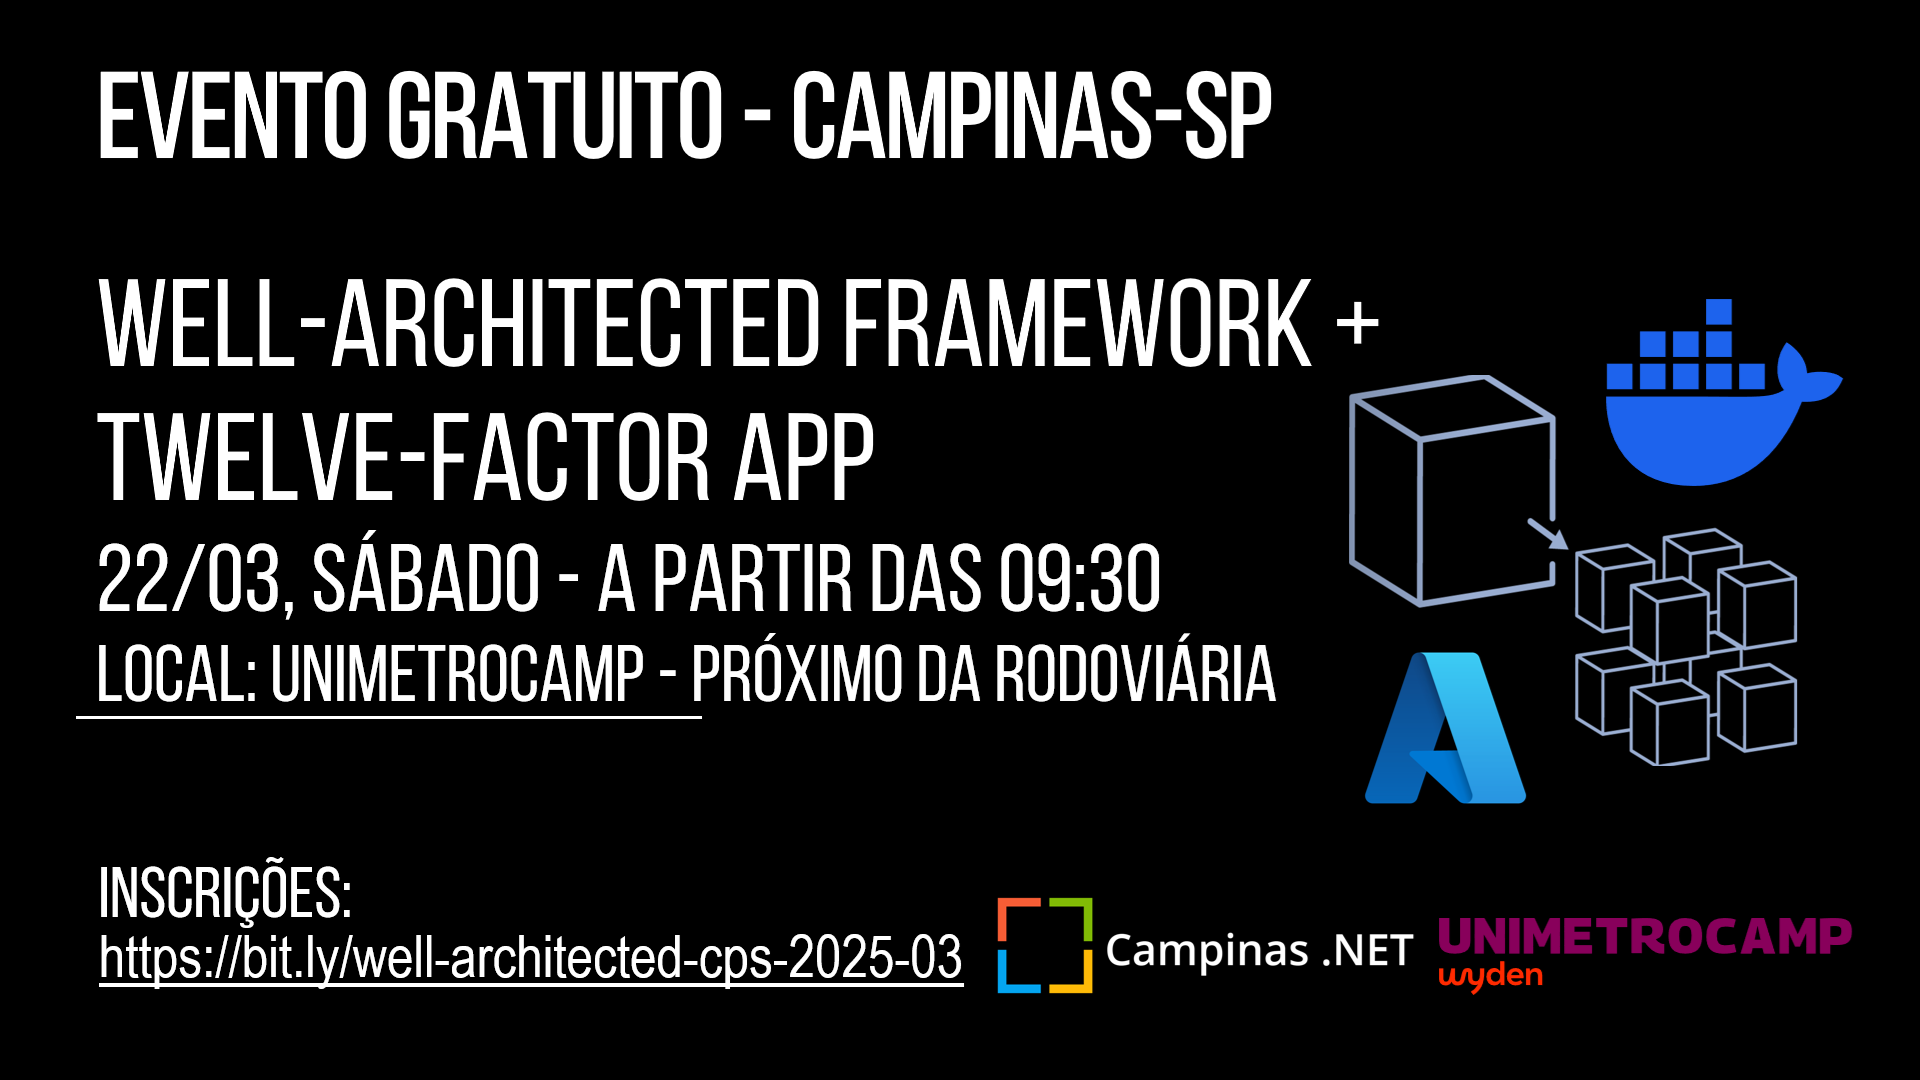 EVENTO GRATUITO - CAMPINAS-SP
WELL-ARCHITECTED FRAMEWORK +
TWELVE-FACTOR APP
22/03, SÁBADO - A PARTIR DAS 09:30
LOCAL: UNIMETROCAMP - PRÓXIMO DA RODOVIÁRIA
INSCRIÇÕES:
https://bit.ly/well-architected-cps-2025-03
Campinas .NET
UNIMETROCAMP
wyden